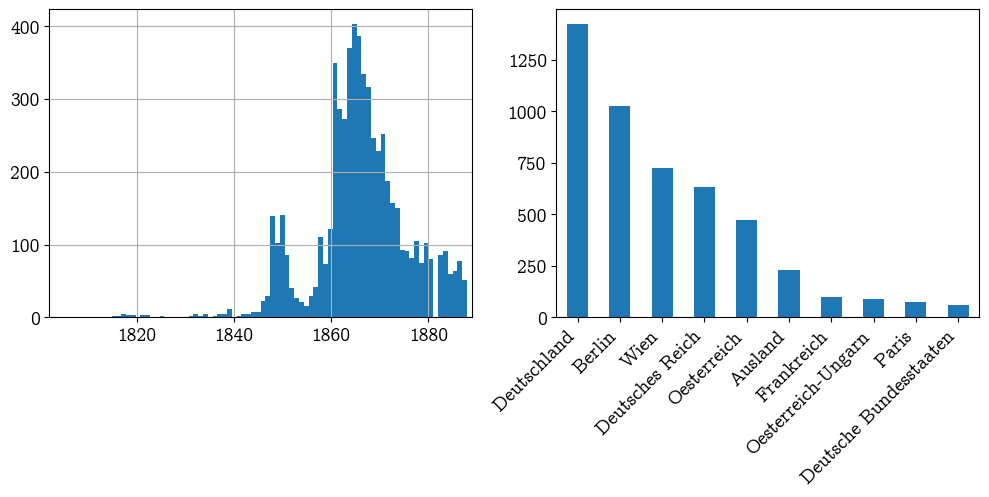 400
300
200
100
0
1820 1840 1860 1880
1250
1000
750
500
250
0
Deutschland
Berlin
Wien
Deutsches Reich
Oesterreich
Ausland
Frankreich
Oesterreich-Ungarn
Paris
Deutsche Bundesstaaten